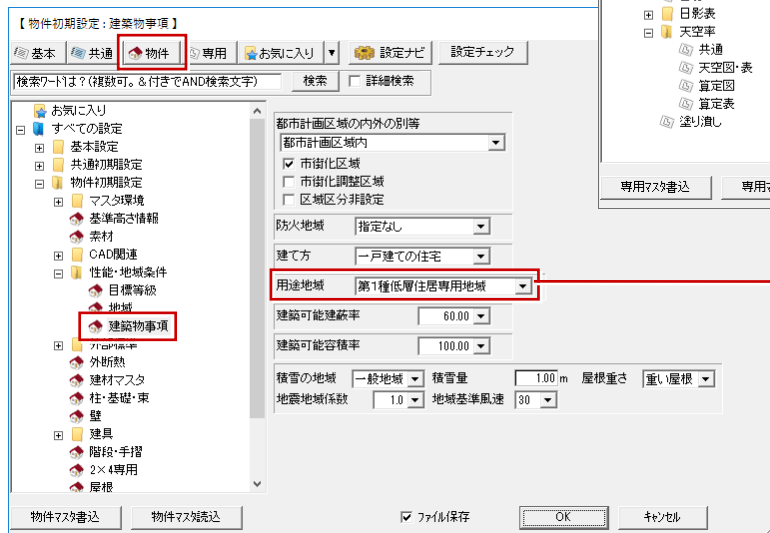 【 物件初期設定 : 建築物事項 】
基本 共通 物件 専用 お気に入り ▼ 設定ナビ 設定チェック
検索ワードは？(複数可。&付きでAND検索文字) 検索 詳細検索
お気に入り
すべての設定
基本設定
共通初期設定
物件初期設定
マスタ環境
基準高さ情報
素材
CAD関連
性能・地域条件
目標等級
地域
建築物事項
外部標準
外断熱
建材マスタ
柱・基礎・束
壁
建具
階段・手摺
2×4専用
屋根
都市計画区域の内外の別等
都市計画区域内
市街化区域
市街化調整区域
区域区分非設定
防火地域 指定なし
建て方 一戸建ての住宅
用途地域 第1種低層住居専用地域
建築可能建蔽率 60.00
建築可能容積率 100.00
積雪の地域 一般地域 積雪量 1.00 m 屋根重さ 重い屋根
地震地域係数 1.0 地域基準風速 30
物件マスタ書込 物件マスタ読込 ファイル保存 OK キャンセル
日影表
天空率
共通
天空図・表
算定図
算定表
塗り潰し
専用マスタ書込 専用